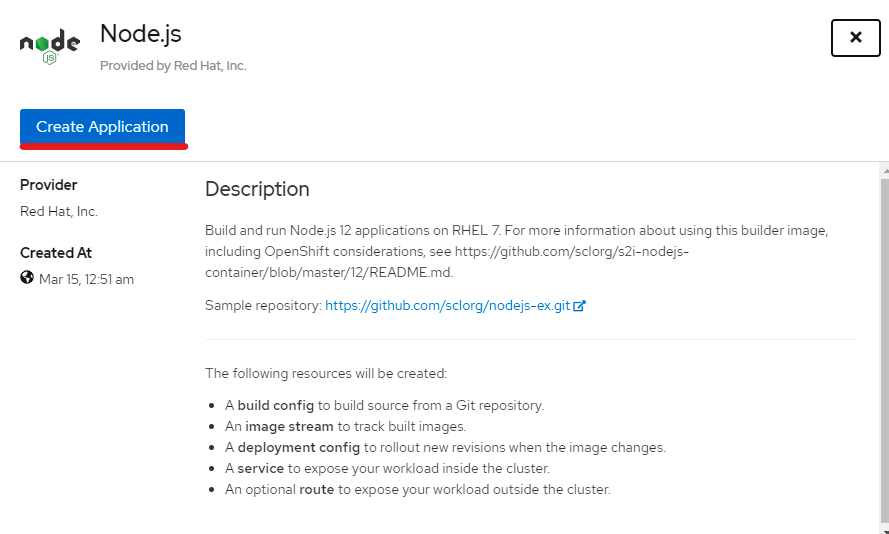 node
JS
Node.js
Provided by Red Hat, Inc.
Create Application
Provider
Red Hat, Inc.
Created At
Mar 15, 12:51 am
Description
Build and run Node.js 12 applications on RHEL 7. For more information about using this builder image,
including OpenShift considerations, see https://github.com/sclorg/s2i-nodejs-
container/blob/master/12/README.md.
Sample repository: https://github.com/sclorg/nodejs-ex.git
The following resources will be created:
• A build config to build source from a Git repository.
• An image stream to track built images.
• A deployment config to rollout new revisions when the image changes.
• A service to expose your workload inside the cluster.
• An optional route to expose your workload outside the cluster.